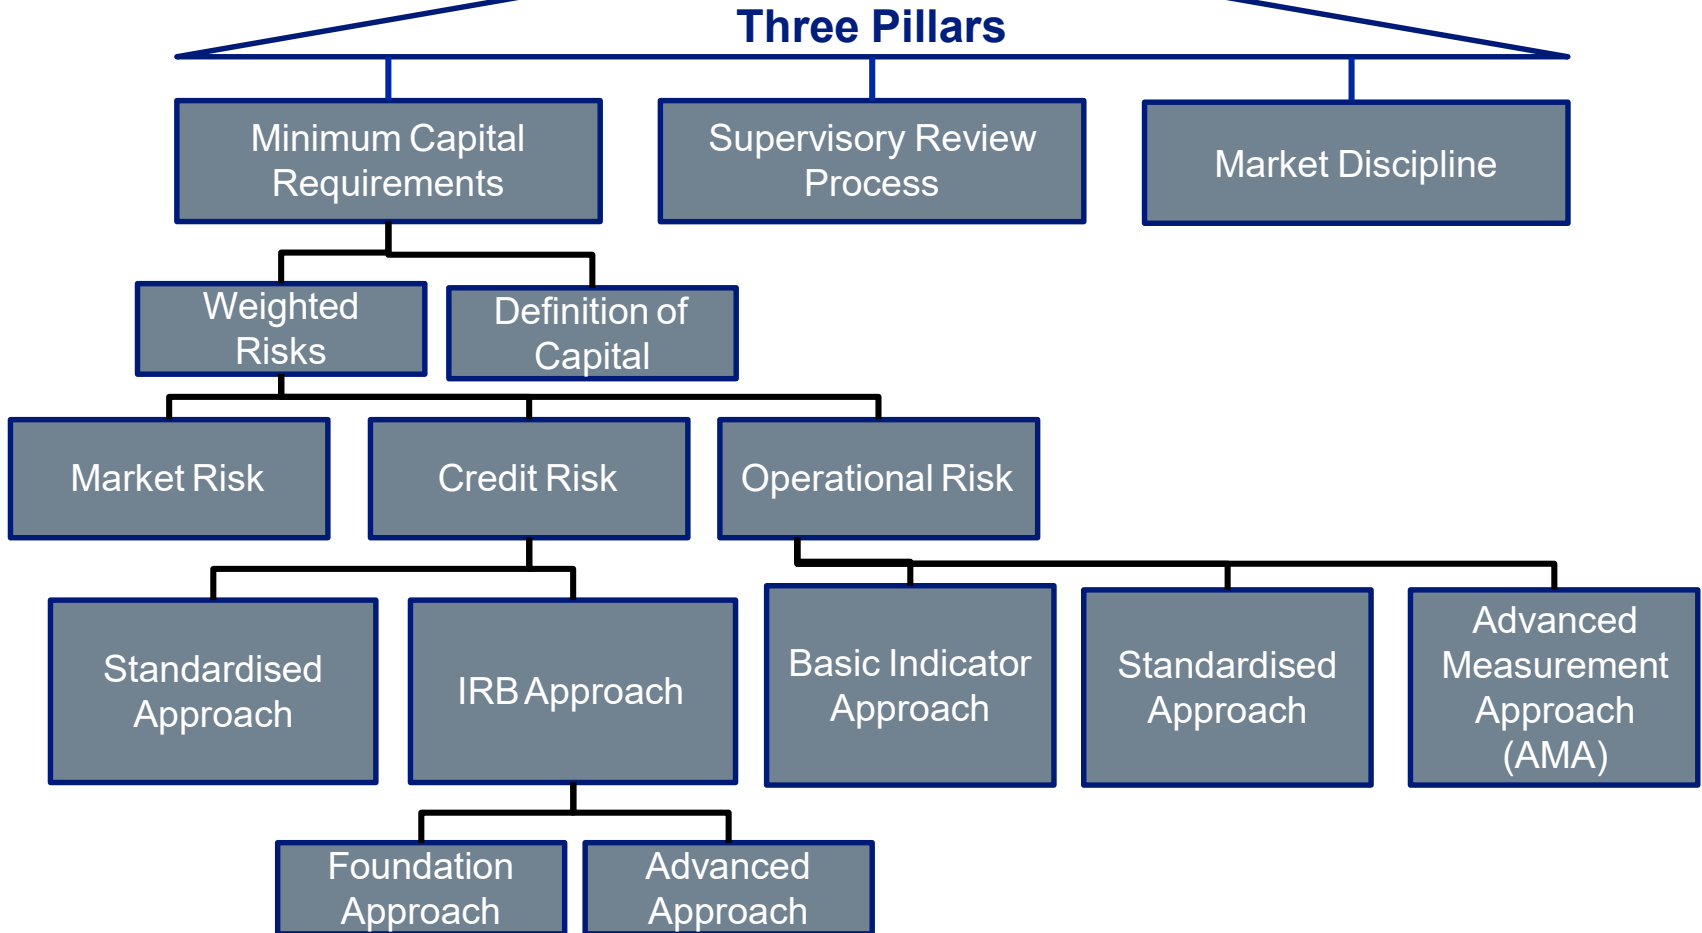 Three Pillars
Minimum Capital
Requirements
Supervisory Review
Process
Market Discipline
Weighted
Risks
Definition of
Capital
Market Risk
Credit Risk
Operational Risk
Standardised
Approach
IRB Approach
Basic Indicator
Approach
Standardised
Approach
Advanced
Measurement
Approach
(AMA)
Foundation
Approach
Advanced
Approach